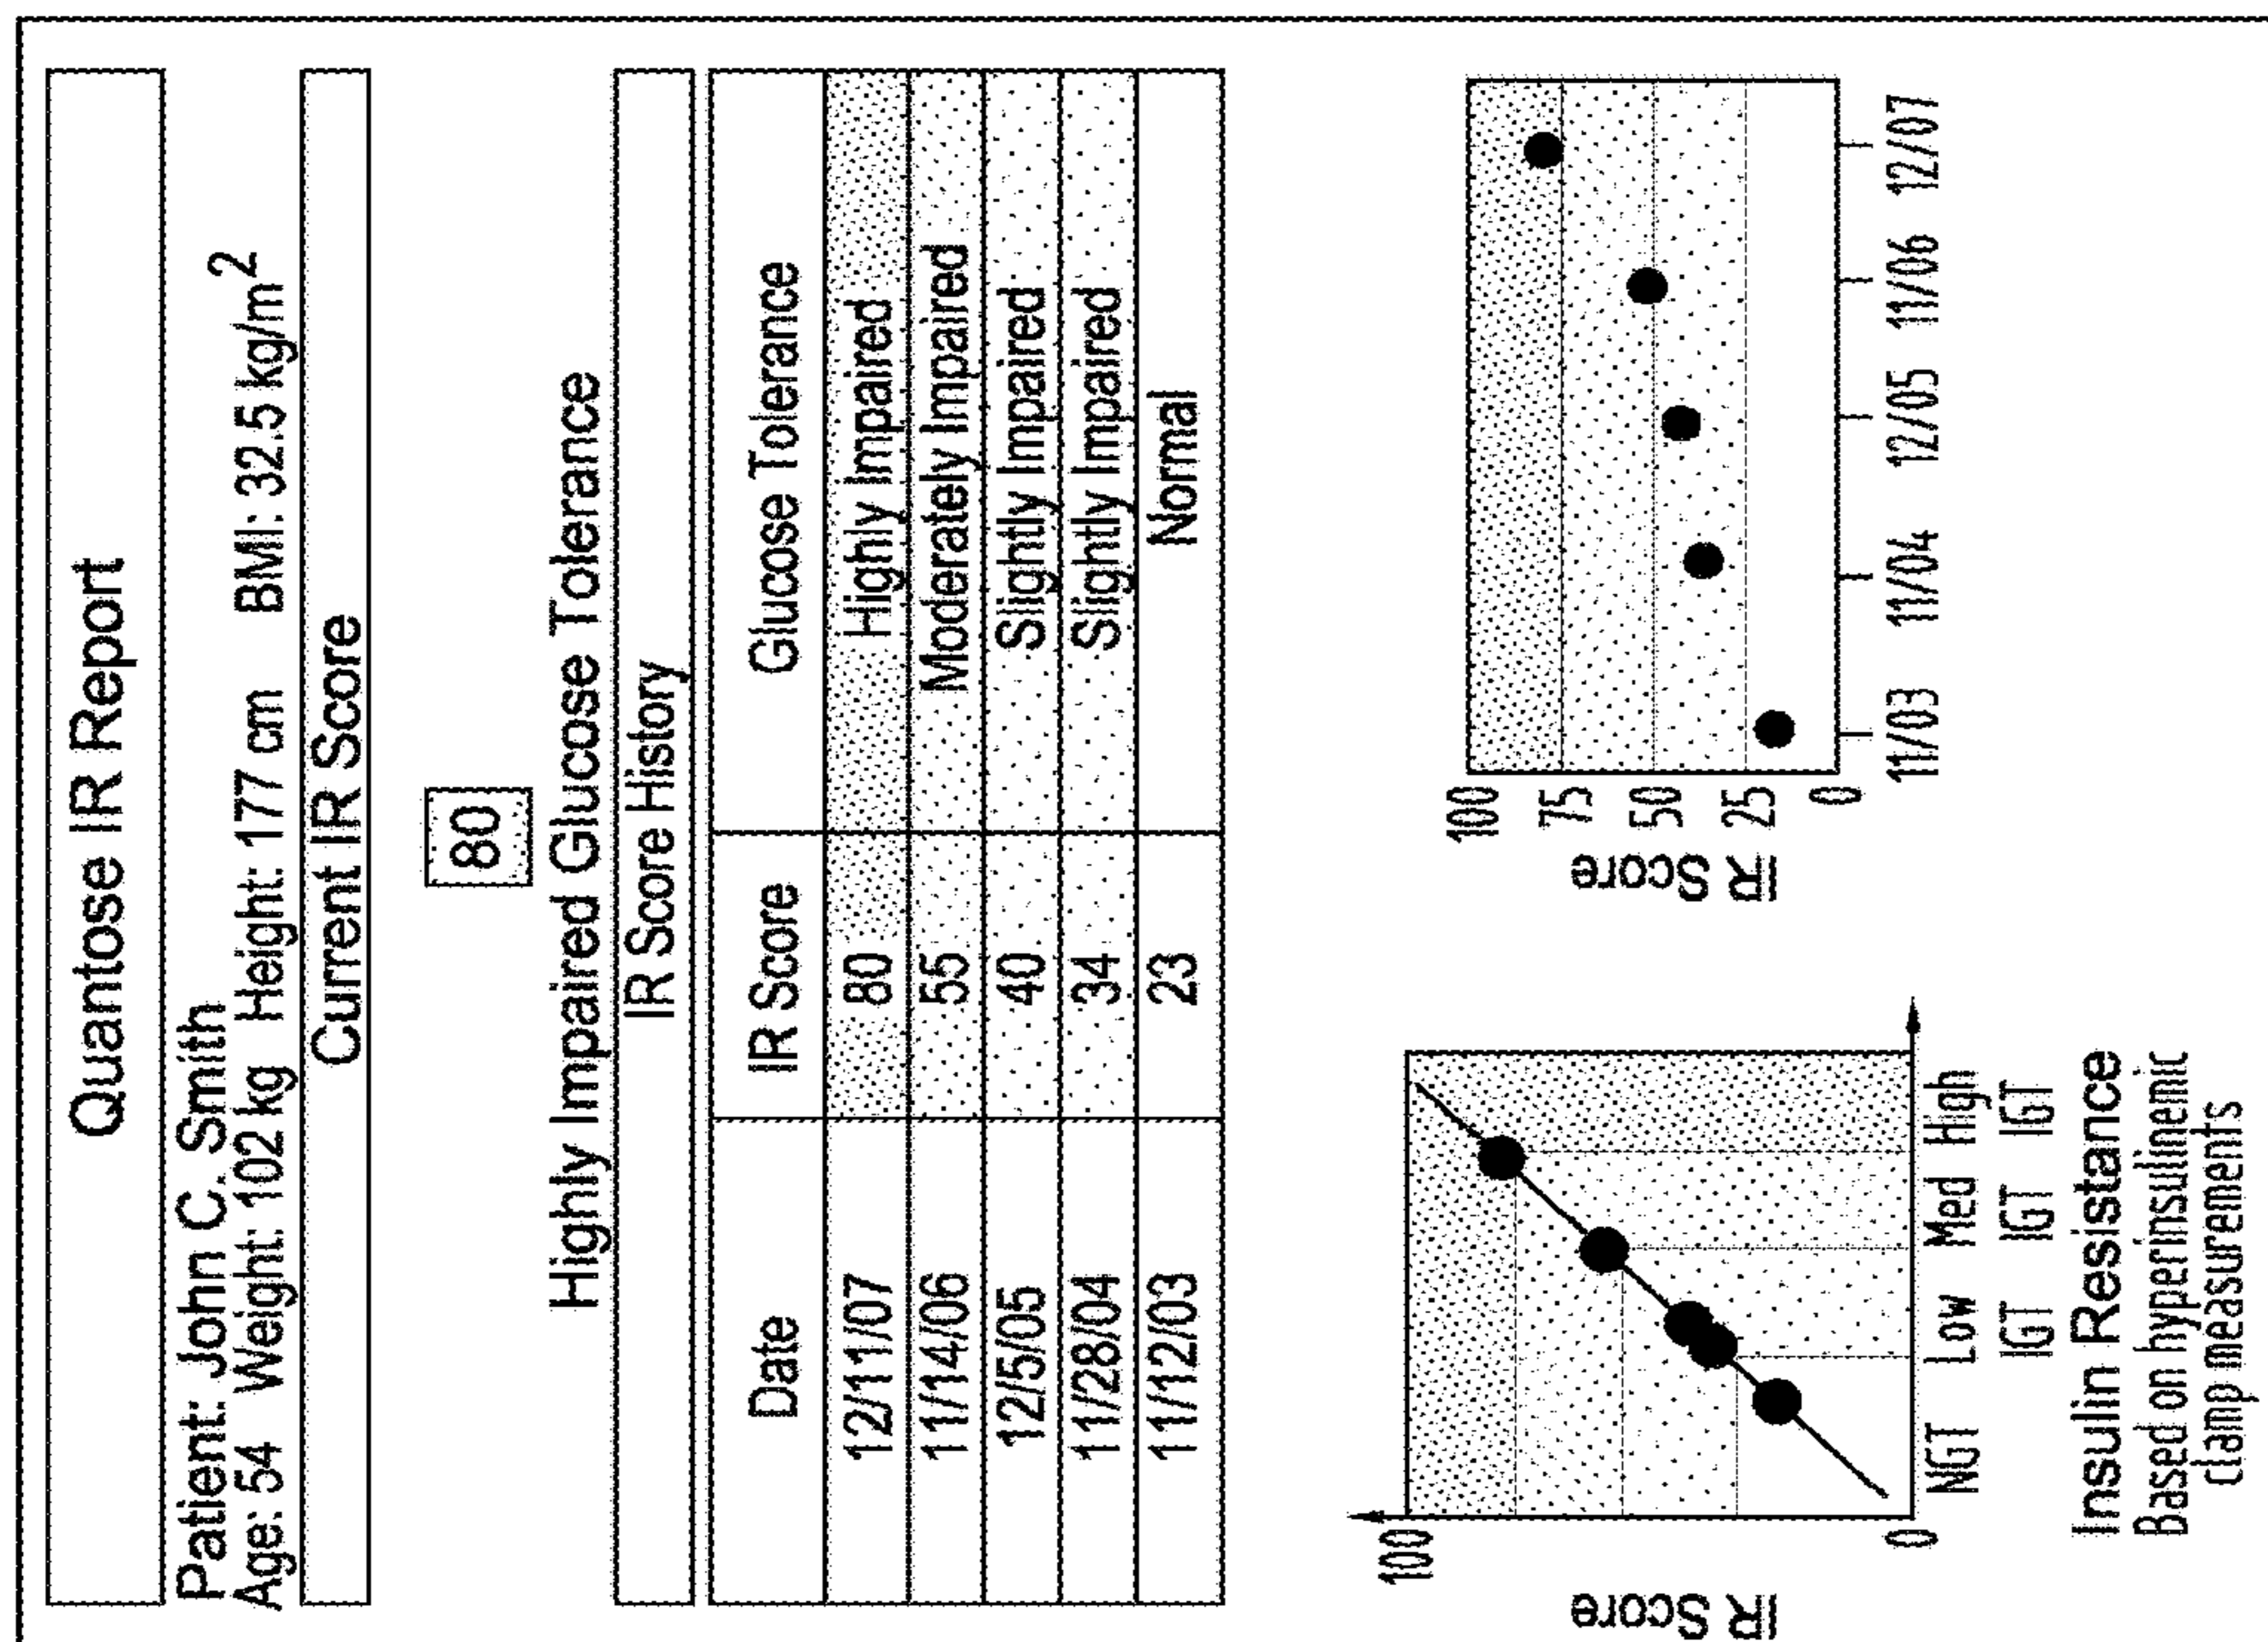 Quantose IR Report
Patient: John C. Smith
Age: 54 Weight: 102 kg Height: 177 cm BMI: 32.5 kg/m2
Current IR Score
80
Highly Impaired Glucose Tolerance
IR Score History
Date IR Score Glucose Tolerance
12/11/07 80 Highly Impaired
11/14/06 55 Moderately Impaired
12/5/05 40 Slightly Impaired
11/28/04 34 Slightly Impaired
11/12/03 23 Normal
IR Score
100
0
NGT Low Med High
IGT IGT IGT
Insulin Resistance
Based on hyperinsulinemic
clamp measurements
IR Score
100
75
50
25
0
11/03 11/04 12/05 11/06 12/07